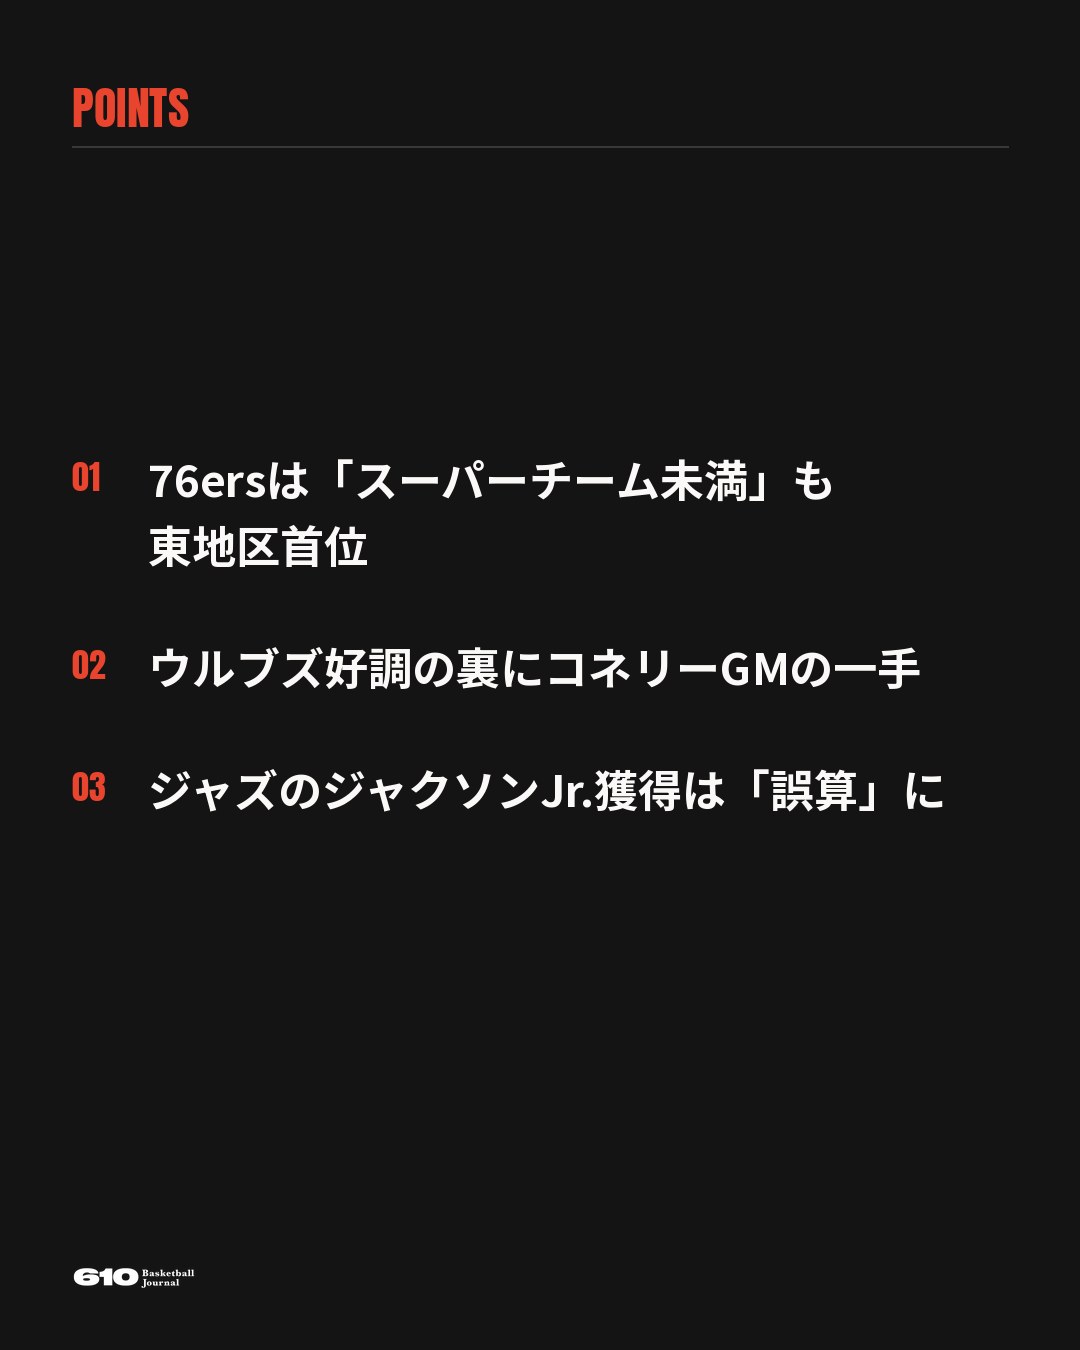 POINTS
01 76ersは「スーパーチーム未満」も
東地区首位
02 ウルブズ好調の裏にコネリーGMの一手
03 ジャズのジャクソンJr.獲得は「誤算」に
610 Basketball
Journal